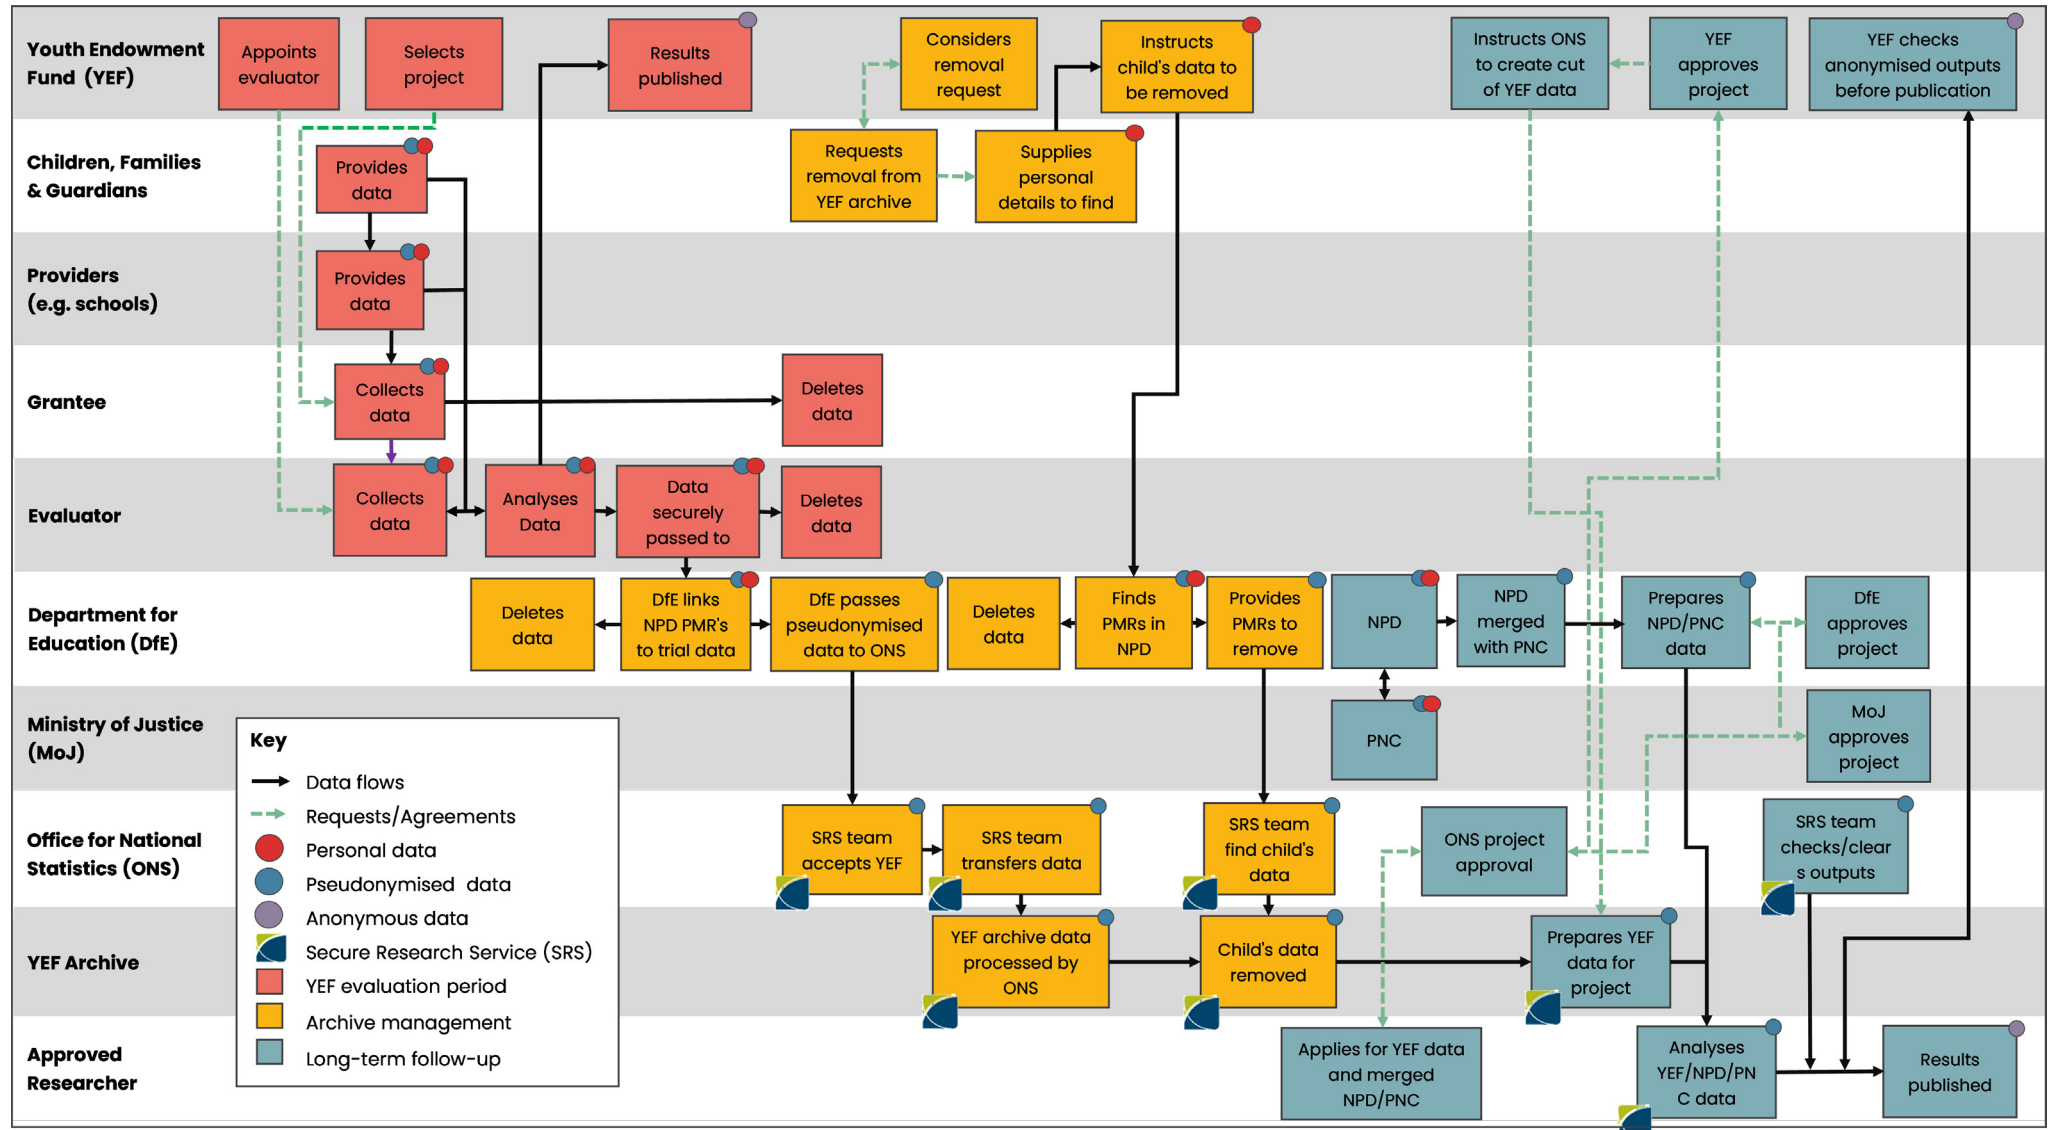 Youth Endowment
Fund (YEF)
Appoints
evaluator
Selects
project
Results
published
Considers
removal
request
Instructs
child's data to
be removed
Instructs ONS
to create cut
of YEF data
YEF
approves
project
YEF checks
anonymised outputs
before publication
Children, Families
& Guardians
Provides
data
Requests
removal from
YEF archive
Supplies
personal
details to find
Providers
(e.g. schools)
Provides
data
Grantee
Collects
data
Deletes
data
Evaluator
Collects
data
Analyses
Data
Data
securely
passed to
Deletes
data
Department for
Education (DfE)
Deletes
data
DfE links
NPD PMR's
to trial data
DfE passes
pseudonymised
data to ONS
Deletes
data
Finds
PMRs in
NPD
Provides
PMRs to
remove
NPD
NPD
merged
with PNC
Prepares
NPD/PNC
data
DfE
approves
project
Ministry of Justice
(MoJ)
PNC
MoJ
approves
project
Office for National
Statistics (ONS)
SRS team
accepts YEF
SRS team
transfers data
SRS team
find child's
data
ONS project
approval
SRS team
checks/clear
s outputs
YEF Archive
YEF archive data
processed by
ONS
Child's data
removed
Prepares YEF
data for
project
Approved
Researcher
Applies for YEF data
and merged
NPD/PNC
Analyses
YEF/NPD/PN
C data
Results
published
Key
Data flows
Requests/Agreements
Personal data
Pseudonymised data
Anonymous data
Secure Research Service (SRS)
YEF evaluation period
Archive management
Long-term follow-up